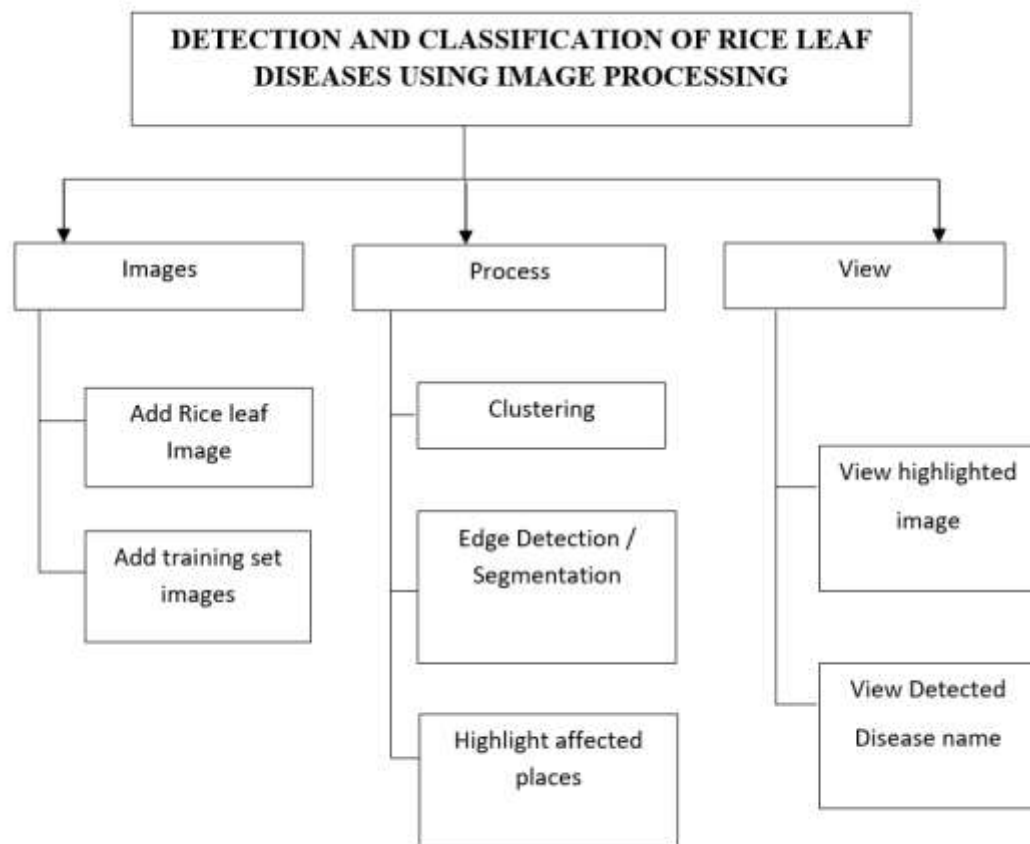 DETECTION AND CLASSIFICATION OF RICE LEAF
DISEASES USING IMAGE PROCESSING
Images
Process
View
Add Rice leaf
Image
Add training set
images
Clustering
Edge Detection /
Segmentation
Highlight affected
places
View highlighted
image
View Detected
Disease name